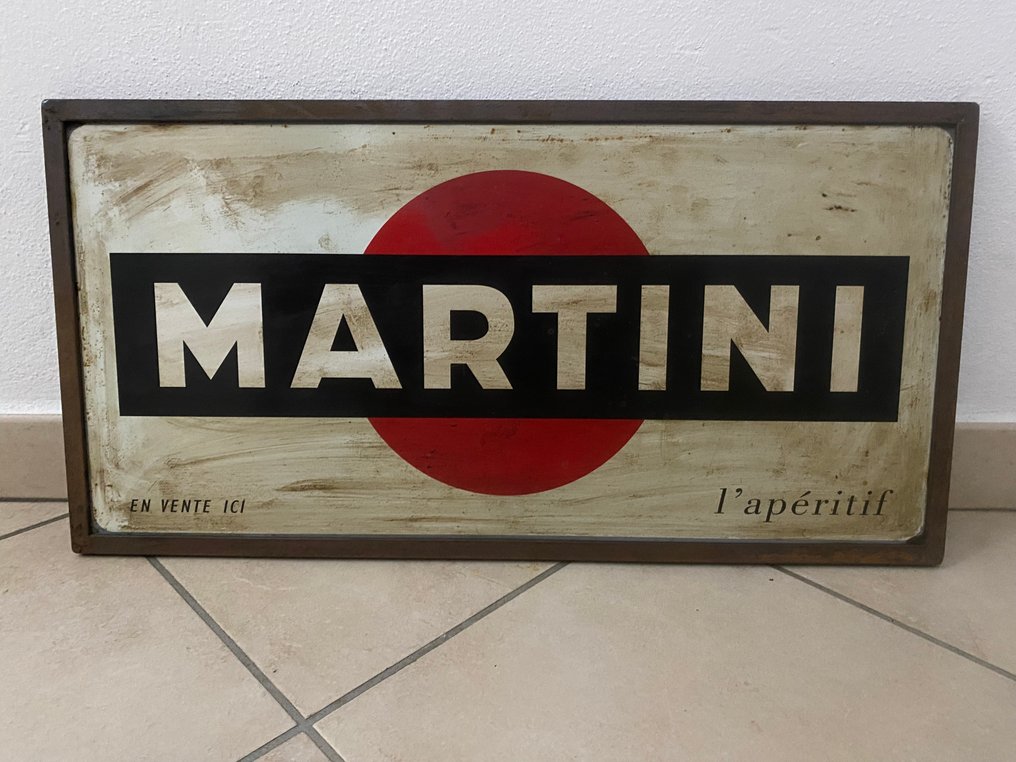 MARTINI
EN VENTE ICI
l'apéritif